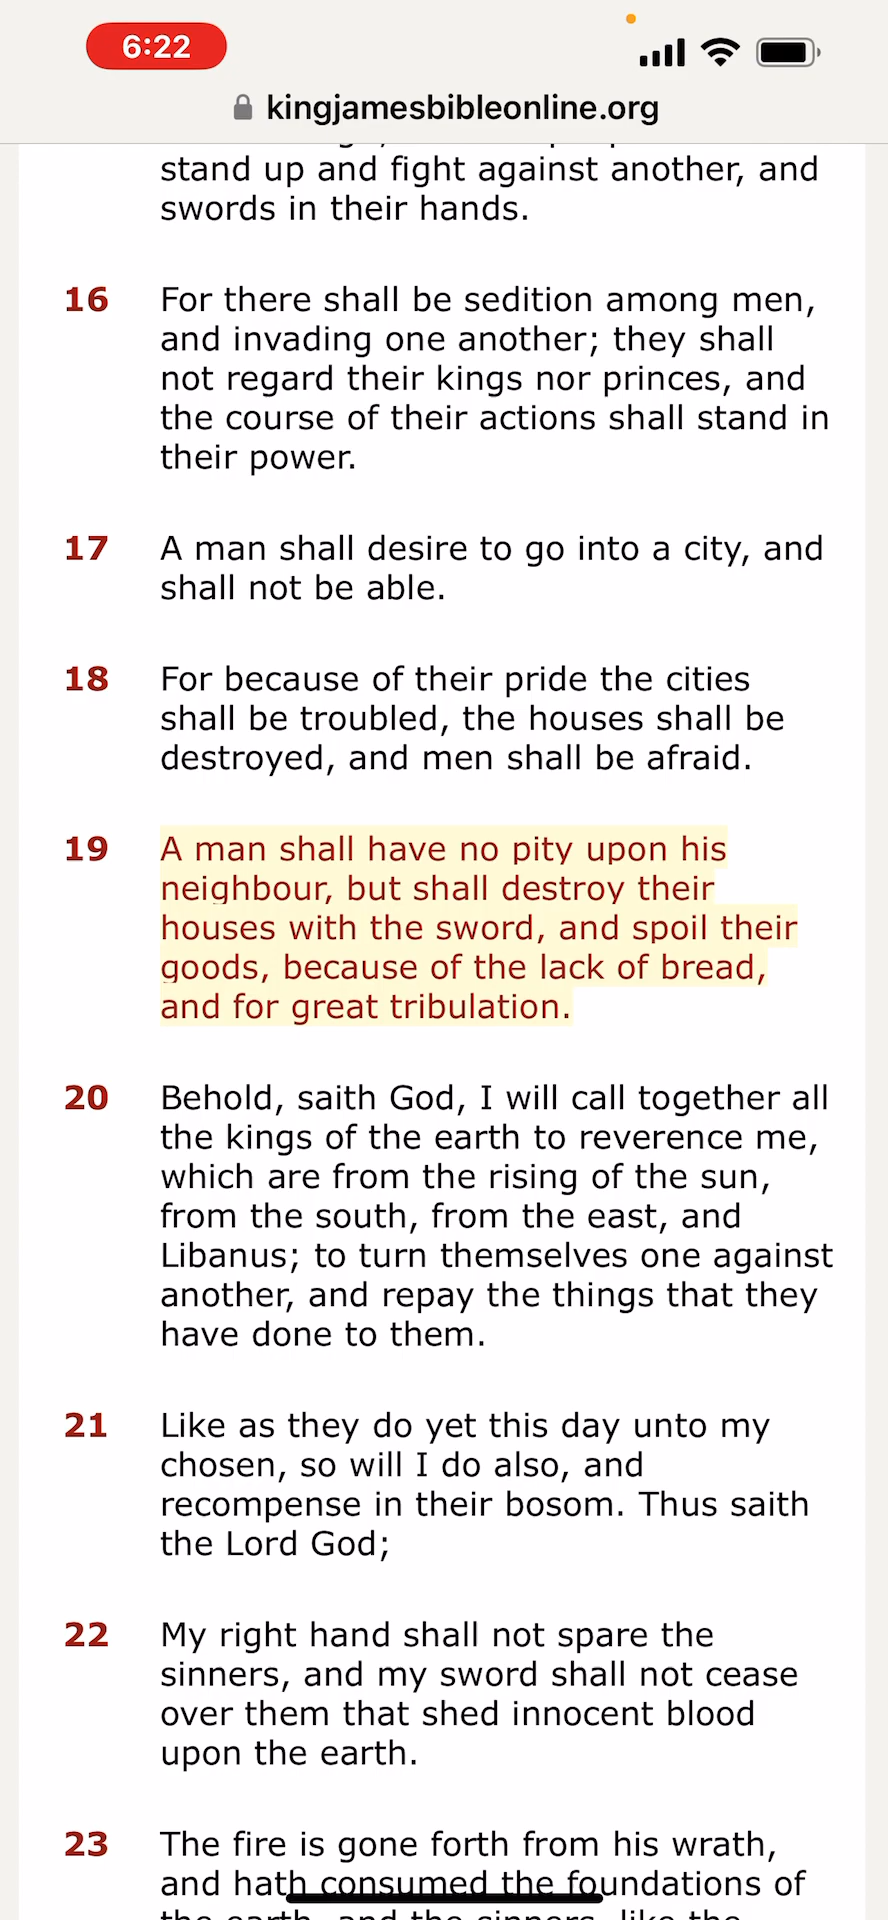 6:22
kingjamesbibleonline.org
stand up and fight against another, and
swords in their hands.
16 For there shall be sedition among men,
and invading one another; they shall
not regard their kings nor princes, and
the course of their actions shall stand in
their power.
17 A man shall desire to go into a city, and
shall not be able.
18 For because of their pride the cities
shall be troubled, the houses shall be
destroyed, and men shall be afraid.
19 A man shall have no pity upon his
neighbour, but shall destroy their
houses with the sword, and spoil their
goods, because of the lack of bread,
and for great tribulation.
20 Behold, saith God, I will call together all
the kings of the earth to reverence me,
which are from the rising of the sun,
from the south, from the east, and
Libanus; to turn themselves one against
another, and repay the things that they
have done to them.
21 Like as they do yet this day unto my
chosen, so will I do also, and
recompense in their bosom. Thus saith
the Lord God;
22 My right hand shall not spare the
sinners, and my sword shall not cease
over them that shed innocent blood
upon the earth.
23 The fire is gone forth from his wrath,
and hath consumed the foundations of
the earth, and the sinners, like the